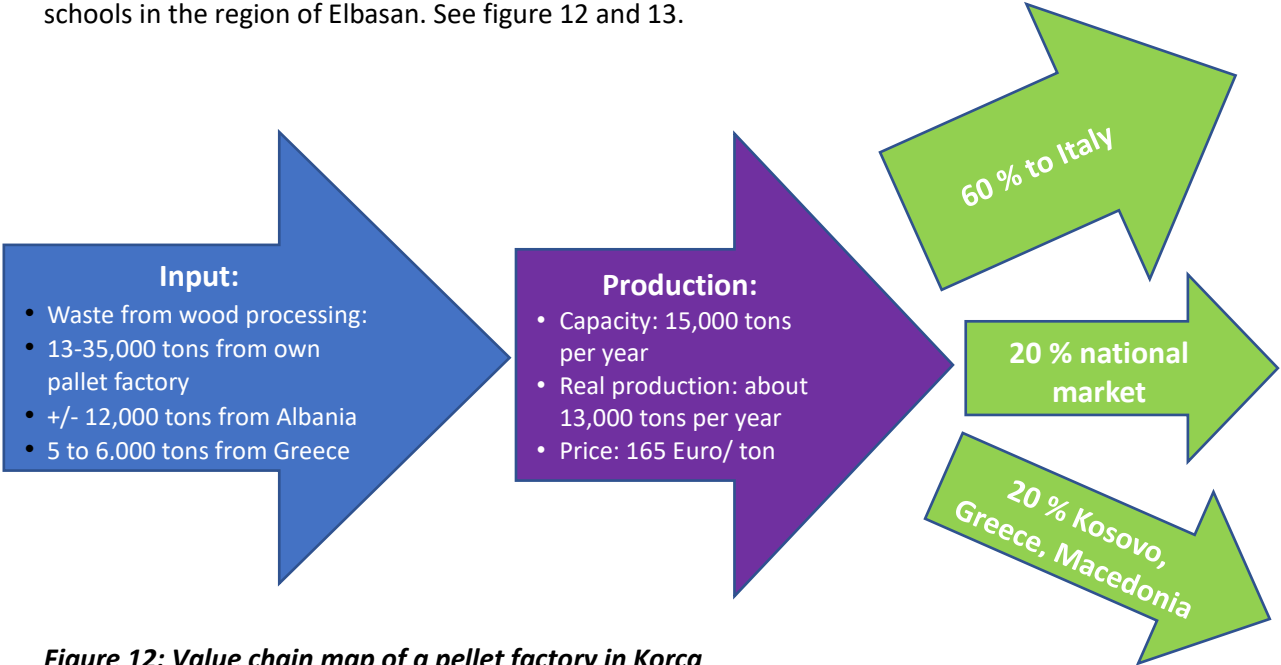 schools in the region of Elbasan. See figure 12 and 13.
Input:
• Waste from wood processing:
• 13-35,000 tons from own
pallet factory
• +/- 12,000 tons from Albania
• 5 to 6,000 tons from Greece
Production:
• Capacity: 15,000 tons
per year
• Real production: about
13,000 tons per year
• Price: 165 Euro/ ton
60 % to Italy
20 % national
market
20 % Kosovo,
Greece, Macedonia
Figure 12: Value chain map of a pellet factory in Korca